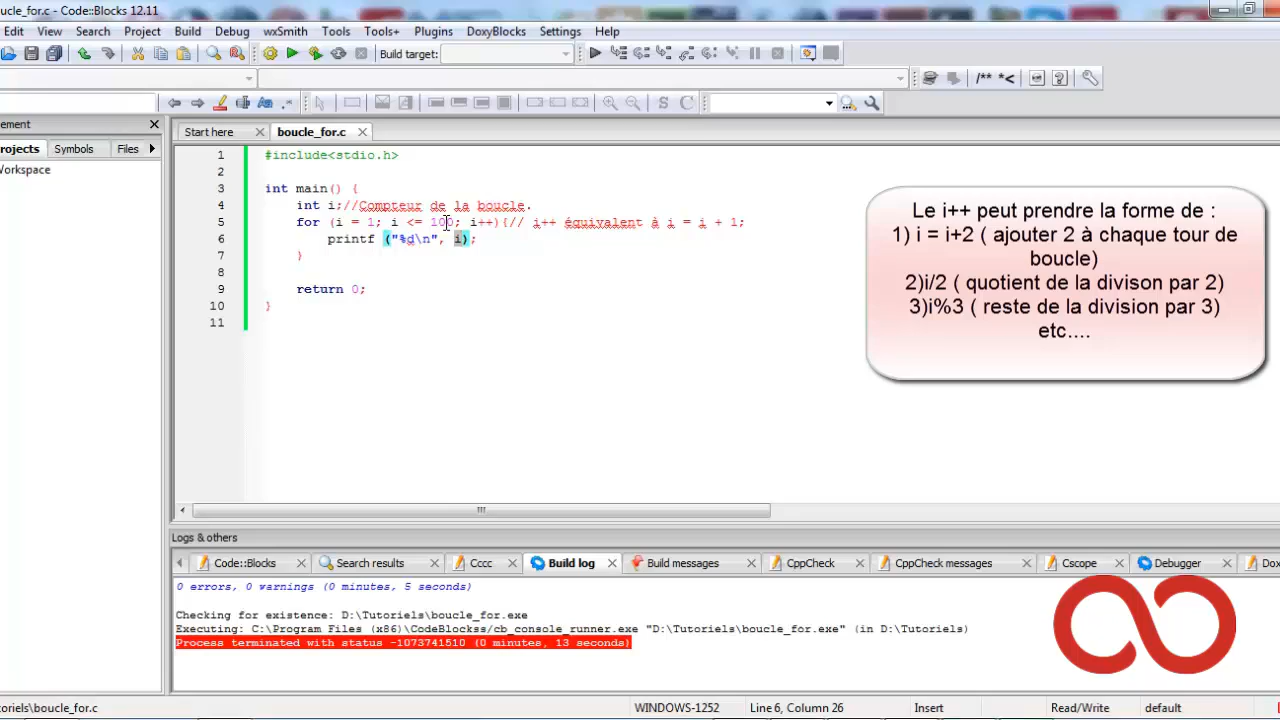 boucle_for.c - Code::Blocks 12.11
Edit View Search Project Build Debug wxSmith Tools Tools+ Plugins DoxyBlocks Settings Help
Build target:
/** *<
S C
ement
Start here boucle_for.c
rojects Symbols Files
Workspace
1 #include<stdio.h>
2
3 int main() {
4 int i;//Compteur de la boucle.
5 for (i = 1; i <= 100; i++){// i++ équivalent à i = i + 1;
6 printf ("%d\n", i);
7 }
8
9 return 0;
10 }
11
Le i++ peut prendre la forme de :
1) i = i+2 ( ajouter 2 à chaque tour de
boucle)
2)i/2 ( quotient de la divison par 2)
3)i%3 ( reste de la division par 3)
etc....
Logs & others
Code::Blocks Search results Cccc Build log Build messages CppCheck CppCheck messages Cscope Debugger Dox
0 errors, 0 warnings (0 minutes, 5 seconds)
Checking for existence: D:\Tutoriels\boucle_for.exe
Executing: C:\Program Files (x86)\CodeBlockss/cb_console_runner.exe "D:\Tutoriels\boucle_for.exe" (in D:\Tutoriels)
Process terminated with status -1073741510 (0 minutes, 13 seconds)
toriels\boucle_for.c WINDOWS-1252 Line 6, Column 26 Insert Read/Write default